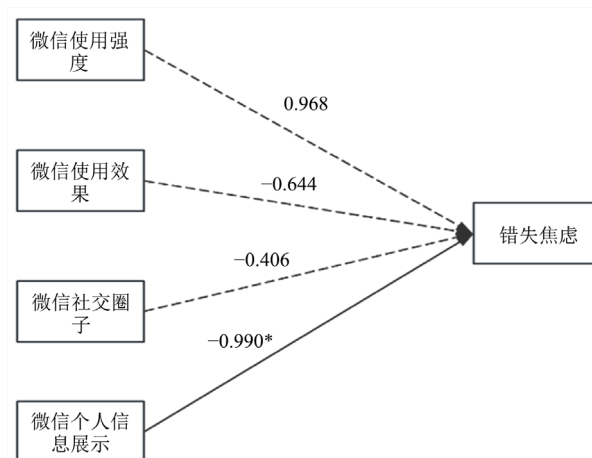 微信使用强
度
0.968
微信使用效
果
−0.644
错失焦虑
−0.406
微信社交圈
子
−0.990*
微信个人信
息展示